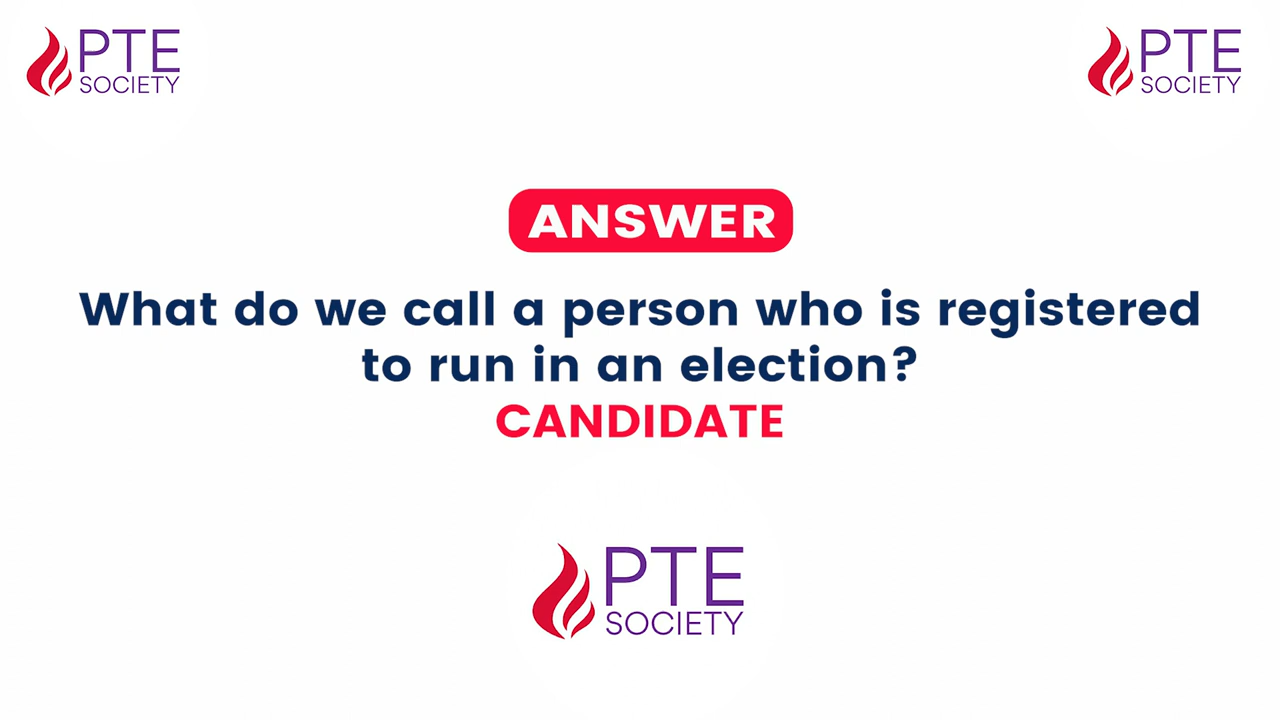 PTE
SOCIETY
PTE
SOCIETY
ANSWER
What do we call a person who is registered
to run in an election?
CANDIDATE
PTE
SOCIETY